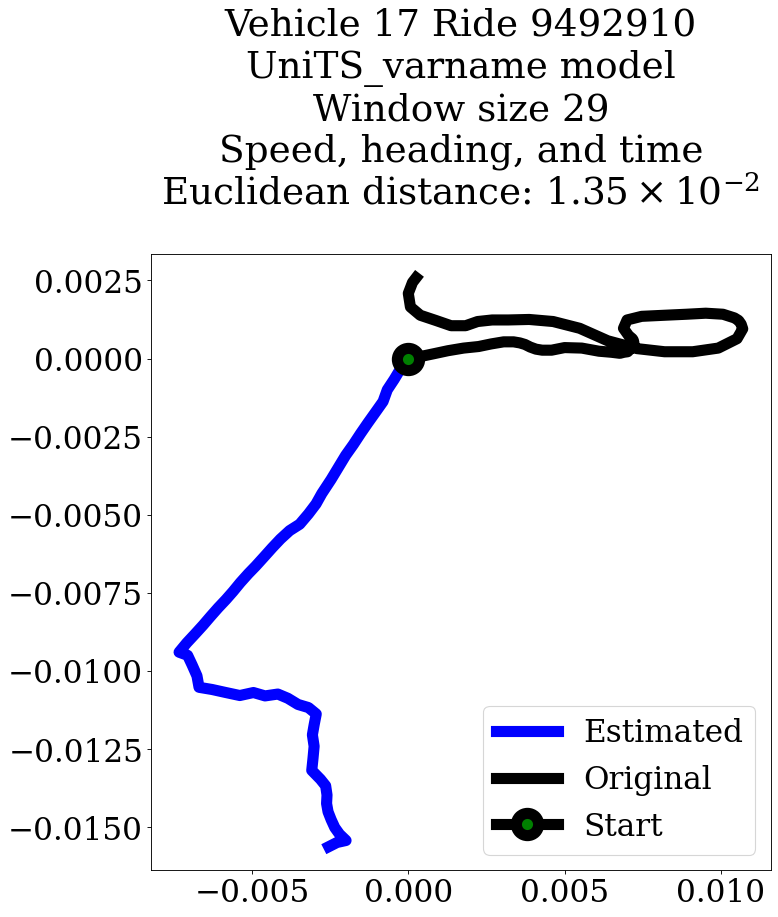 Vehicle 17 Ride 9492910
UniTS_varname model
Window size 29
Speed, heading, and time
Euclidean distance: 1.35 × 10⁻²
0.0025
0.0000
−0.0025
−0.0050
−0.0075
−0.0100
−0.0125
−0.0150
Estimated
Original
Start
−0.005
0.000
0.005
0.010